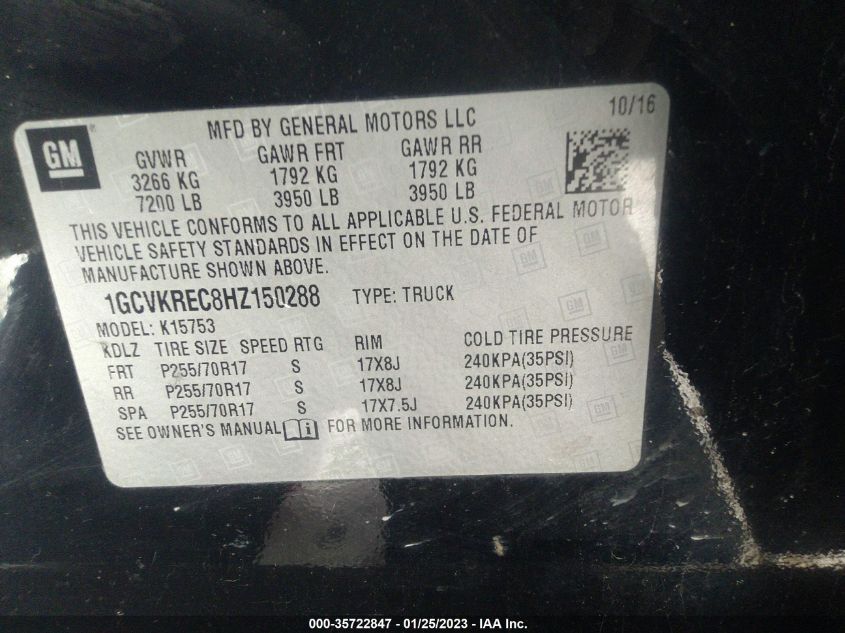 GM
MFD BY GENERAL MOTORS LLC
10/16
GVWR GAWR FRT GAWR RR
3266 KG 1792 KG 1792 KG
7200 LB 3950 LB 3950 LB
THIS VEHICLE CONFORMS TO ALL APPLICABLE U.S. FEDERAL MOTOR
VEHICLE SAFETY STANDARDS IN EFFECT ON THE DATE OF
MANUFACTURE SHOWN ABOVE.
1GCVKREC8HZ150288 TYPE: TRUCK
MODEL: K15753
KDLZ TIRE SIZE SPEED RTG RIM COLD TIRE PRESSURE
FRT P255/70R17 S 17X8J 240KPA(35PSI)
RR P255/70R17 S 17X8J 240KPA(35PSI)
SPA P255/70R17 S 17X7.5J 240KPA(35PSI)
SEE OWNER'S MANUAL FOR MORE INFORMATION.
000-35722847 - 01/25/2023 - IAA Inc.